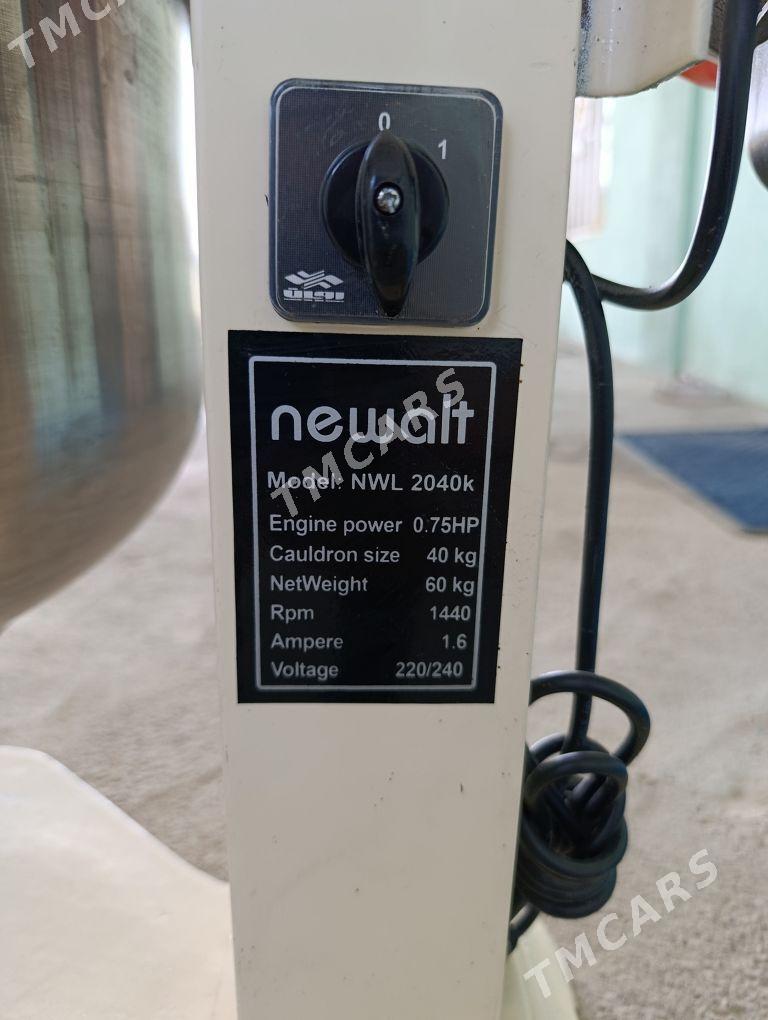 TMCARS
0
1
newalt
TMCARS
Model: NWL 2040k
Engine power 0.75HP
Cauldron size 40 kg
NetWeight 60 kg
Rpm 1440
Ampere 1.6
Voltage 220/240
TMCARS